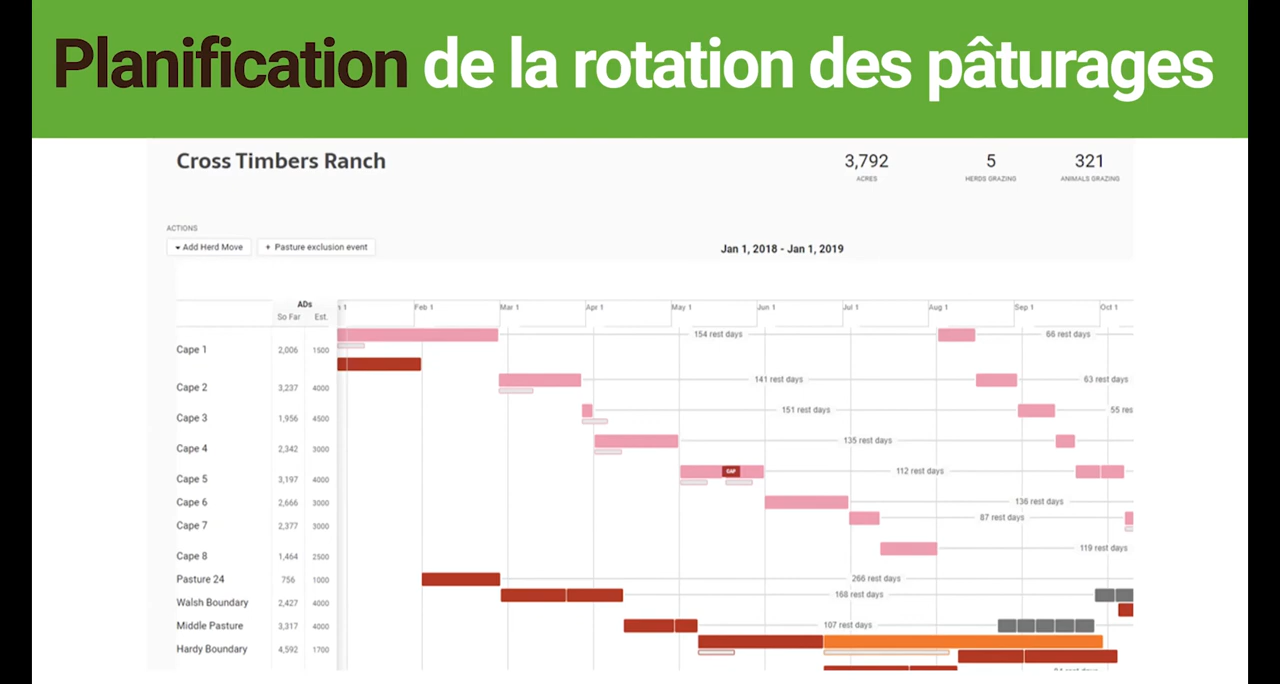 Planification de la rotation des pâturages
Cross Timbers Ranch
3,792 5 321
ACRES HERDS GRAZING ANIMALS GRAZING
ACTIONS
Add Herd Move + Pasture exclusion event
Jan 1, 2018 - Jan 1, 2019
ADs
So Far Est.
1 Feb 1 Mar 1 Apr 1 May 1 Jun 1 Jul 1 Aug 1 Sep 1 Oct 1
Cape 1 2,006 1500 154 rest days 66 rest days
Cape 2 3,237 4000 141 rest days 63 rest days
Cape 3 1,956 4500 151 rest days 55 res
Cape 4 2,342 3000 135 rest days
Cape 5 3,197 4000 112 rest days
Cape 6 2,666 3000 136 rest days
Cape 7 2,377 3000 87 rest days
Cape 8 1,464 2500 119 rest days
Pasture 24 756 1000 266 rest days
Walsh Boundary 2,427 4000 168 rest days
Middle Pasture 3,317 4000 107 rest days
Hardy Boundary 4,592 1700